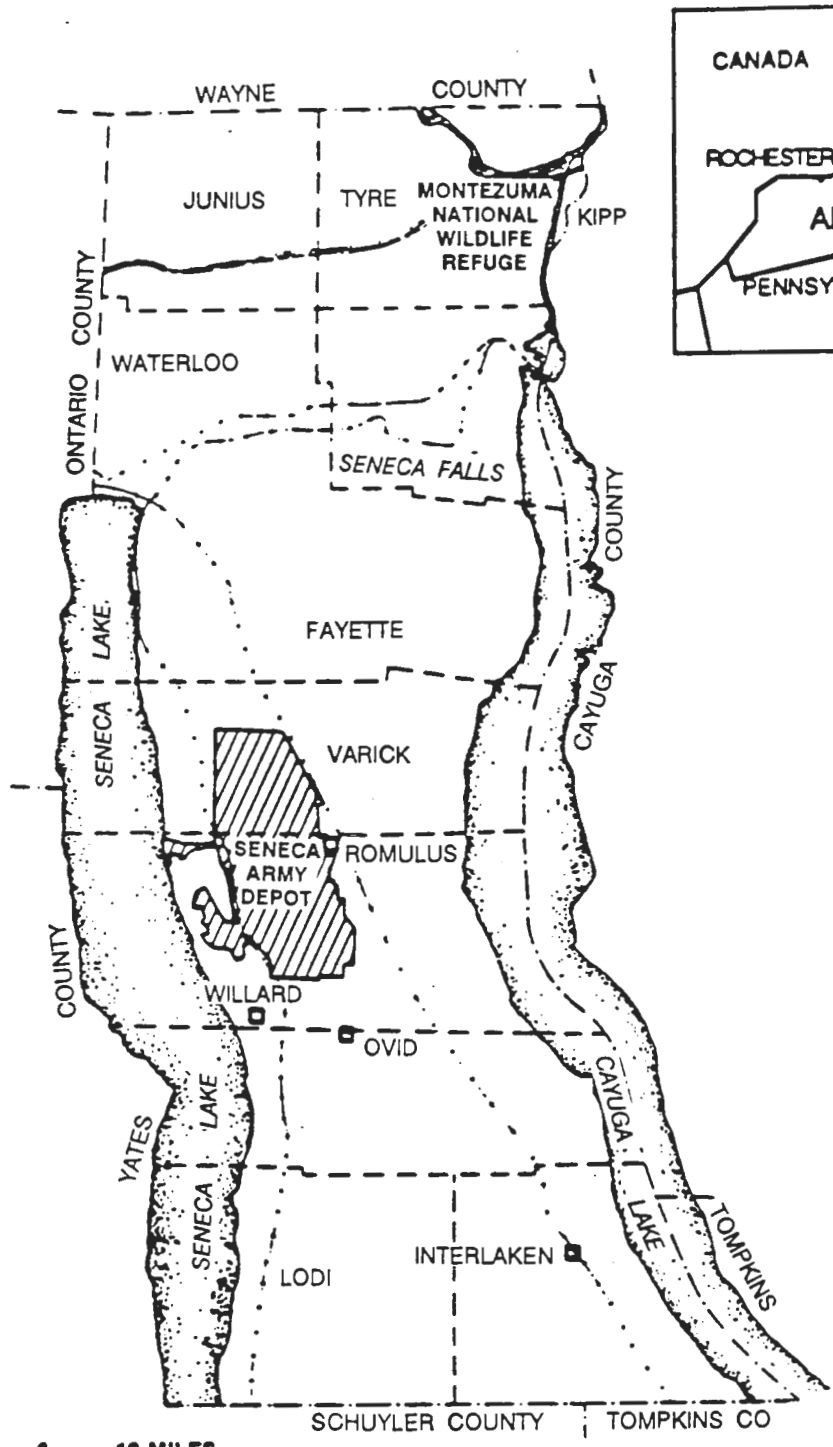 CANADA
WAYNE COUNTY
ROCHESTER
JUNIUS
TYRE
MONTEZUMA
NATIONAL
WILDLIFE
REFUGE
KIPP
PENNSY
ONTARIO COUNTY
WATERLOO
SENECA FALLS
COUNTY
CAYUGA
FAYETTE
SENECA LAKE
VARICK
SENECA
ARMY
DEPOT
ROMULUS
WILLARD
OVID
YATES COUNTY
SENECA LAKE
CAYUGA LAKE
TOMPKINS
LODI
INTERLAKEN
SCHUYLER COUNTY
TOMPKINS CO